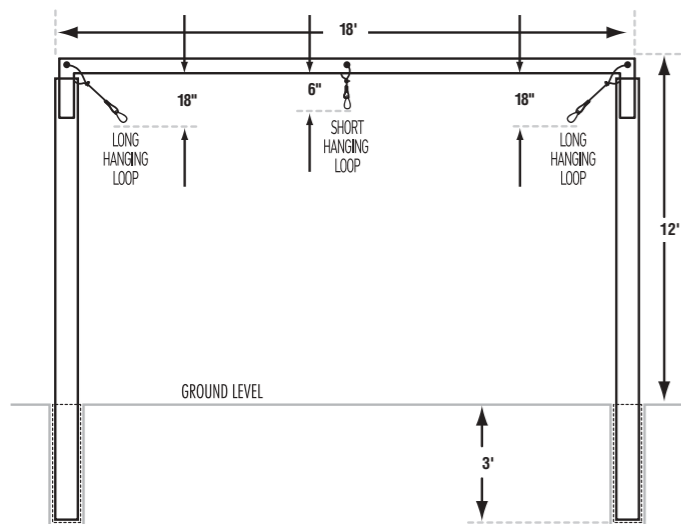 18'
18"
6"
18"
LONG
HANGING
LOOP
SHORT
HANGING
LOOP
LONG
HANGING
LOOP
12'
GROUND LEVEL
3'